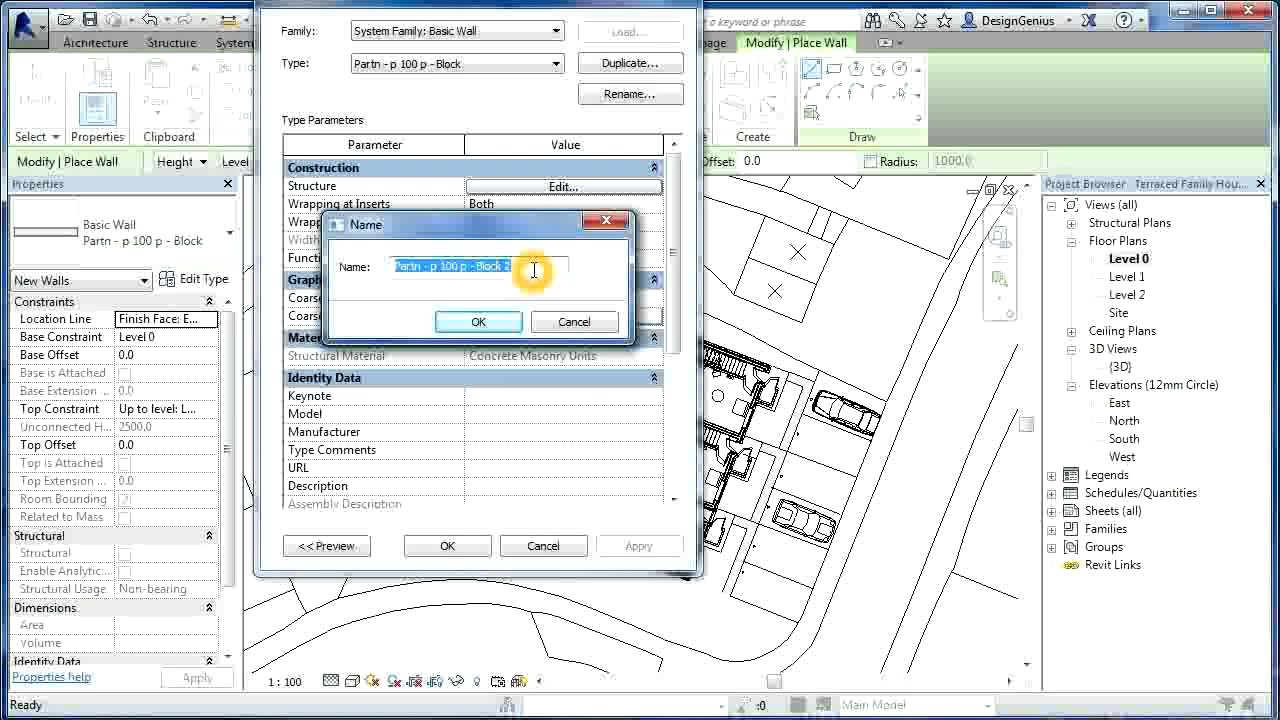 a keyword or phrase
DesignGenius
Architecture
Structure
Modify | Place Wall
Modify
Properties
Paste
Select
Properties
Clipboard
Create
Draw
Modify | Place Wall
Height
Level
Offset:
0.0
Radius:
1000.0
Family:
System Family: Basic Wall
Load...
Type:
Partn - p 100 p - Block
Duplicate...
Rename...
Type Parameters
Parameter
Value
Construction
Structure
Edit...
Wrapping at Inserts
Both
Structural Material
Concrete Masonry Units
Identity Data
Keynote
Model
Manufacturer
Type Comments
URL
Description
Assembly Description
<< Preview
OK
Cancel
Apply
Name
Name:
Partn - p 100 p - Block 2
OK
Cancel
Properties
Basic Wall
Partn - p 100 p - Block
New Walls
Edit Type
Constraints
Location Line
Finish Face: E...
Base Constraint
Level 0
Base Offset
0.0
Base is Attached
Base Extension ...
0.0
Top Constraint
Up to level: L...
Unconnected H...
2500.0
Top Offset
0.0
Top is Attached
Top Extension ...
0.0
Room Bounding
Related to Mass
Structural
Structural
Enable Analytic...
Structural Usage
Non-bearing
Dimensions
Area
Volume
Identity Data
Properties help
Apply
1 : 100
Ready
:0
Main Model
Project Browser
Terraced Family Hou...
Views (all)
Structural Plans
Floor Plans
Level 0
Level 1
Level 2
Site
Ceiling Plans
3D Views
{3D}
Elevations (12mm Circle)
East
North
South
West
Legends
Schedules/Quantities
Sheets (all)
Families
Groups
Revit Links